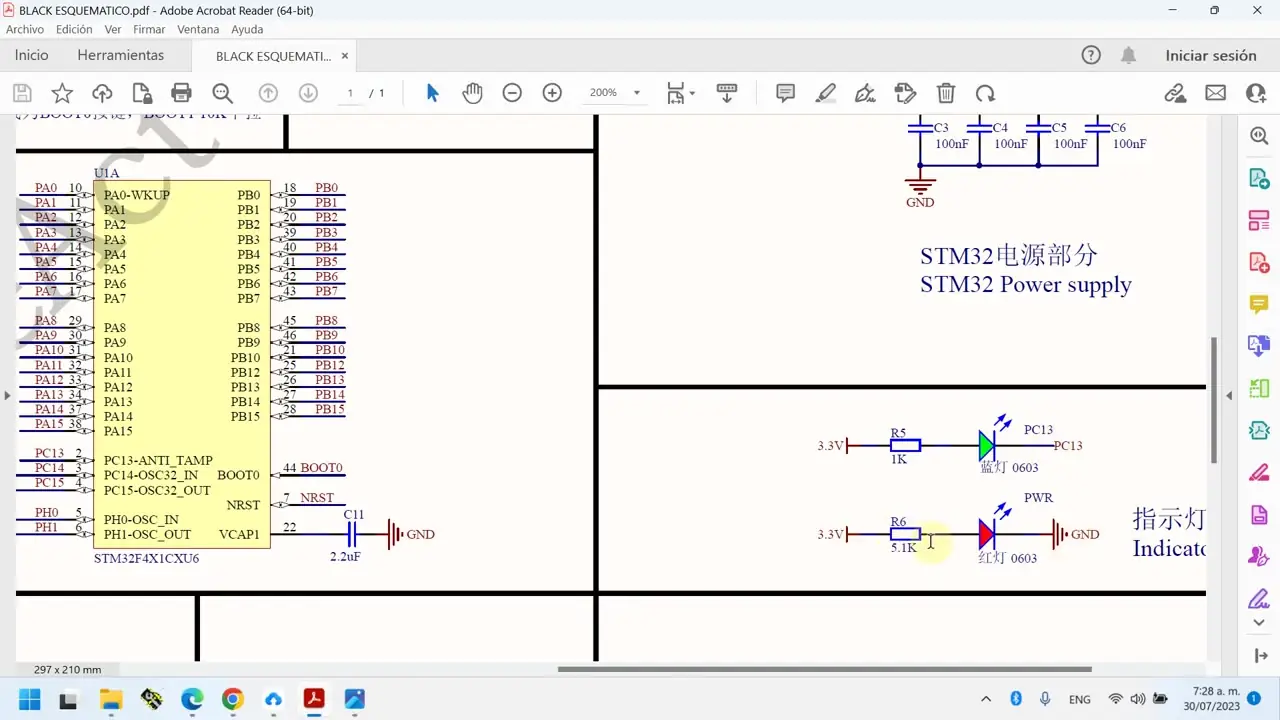 BLACK ESQUEMATICO.pdf - Adobe Acrobat Reader (64-bit)
Archivo Edición Ver Firmar Ventana Ayuda
Inicio Herramientas BLACK ESQUEMATI... × Iniciar sesión
1 / 1 200%
U1A
PA0 10 PA0-WKUP PB0 18 PB0
PA1 11 PA1 PB1 19 PB1
PA2 12 PA2 PB2 20 PB2
PA3 13 PA3 PB3 39 PB3
PA4 14 PA4 PB4 40 PB4
PA5 15 PA5 PB5 41 PB5
PA6 16 PA6 PB6 42 PB6
PA7 17 PA7 PB7 43 PB7
PA8 29 PA8 PB8 45 PB8
PA9 30 PA9 PB9 46 PB9
PA10 31 PA10 PB10 21 PB10
PA11 32 PA11 PB12 25 PB12
PA12 33 PA12 PB13 26 PB13
PA13 34 PA13 PB14 27 PB14
PA14 37 PA14 PB15 28 PB15
PA15 38 PA15
PC13 2 PC13-ANTI_TAMP
PC14 3 PC14-OSC32_IN BOOT0 44 BOOT0
PC15 4 PC15-OSC32_OUT
NRST 7 NRST
PH0 5 PH0-OSC_IN
PH1 6 PH1-OSC_OUT VCAP1 22 C11 GND
2.2uF
STM32F4X1CXU6
C3 C4 C5 C6
100nF 100nF 100nF 100nF
GND
STM32电源部分
STM32 Power supply
R5 PC13
3.3V PC13
1K 蓝灯 0603
PWR
R6
3.3V GND
5.1K 红灯 0603
指示灯
297 x 210 mm
ENG 7:28 a. m.
30/07/2023